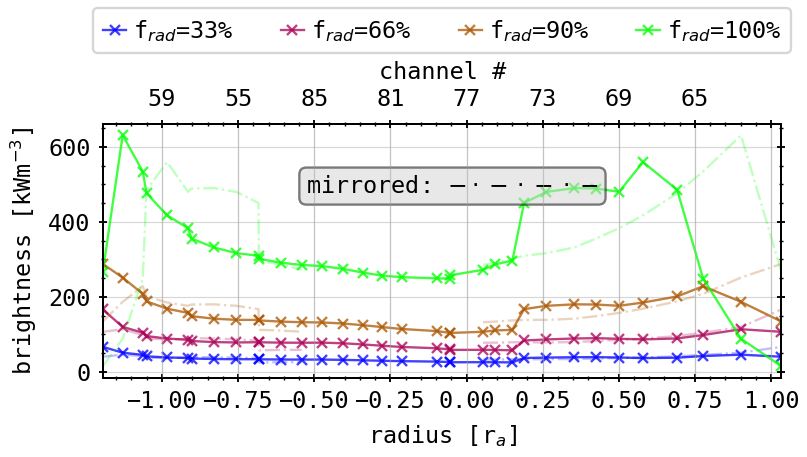 f_rad=33% f_rad=66% f_rad=90% f_rad=100%
channel #
59 55 85 81 77 73 69 65
mirrored: — · — · — · —
600
400
200
0
brightness [kWm⁻³]
−1.00 −0.75 −0.50 −0.25 0.00 0.25 0.50 0.75 1.00
radius [r_a]